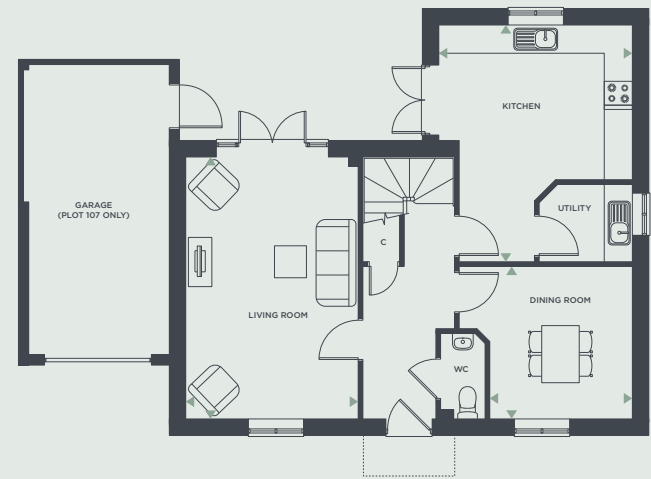 KITCHEN
GARAGE
(PLOT 107 ONLY)
UTILITY
C
DINING ROOM
LIVING ROOM
WC